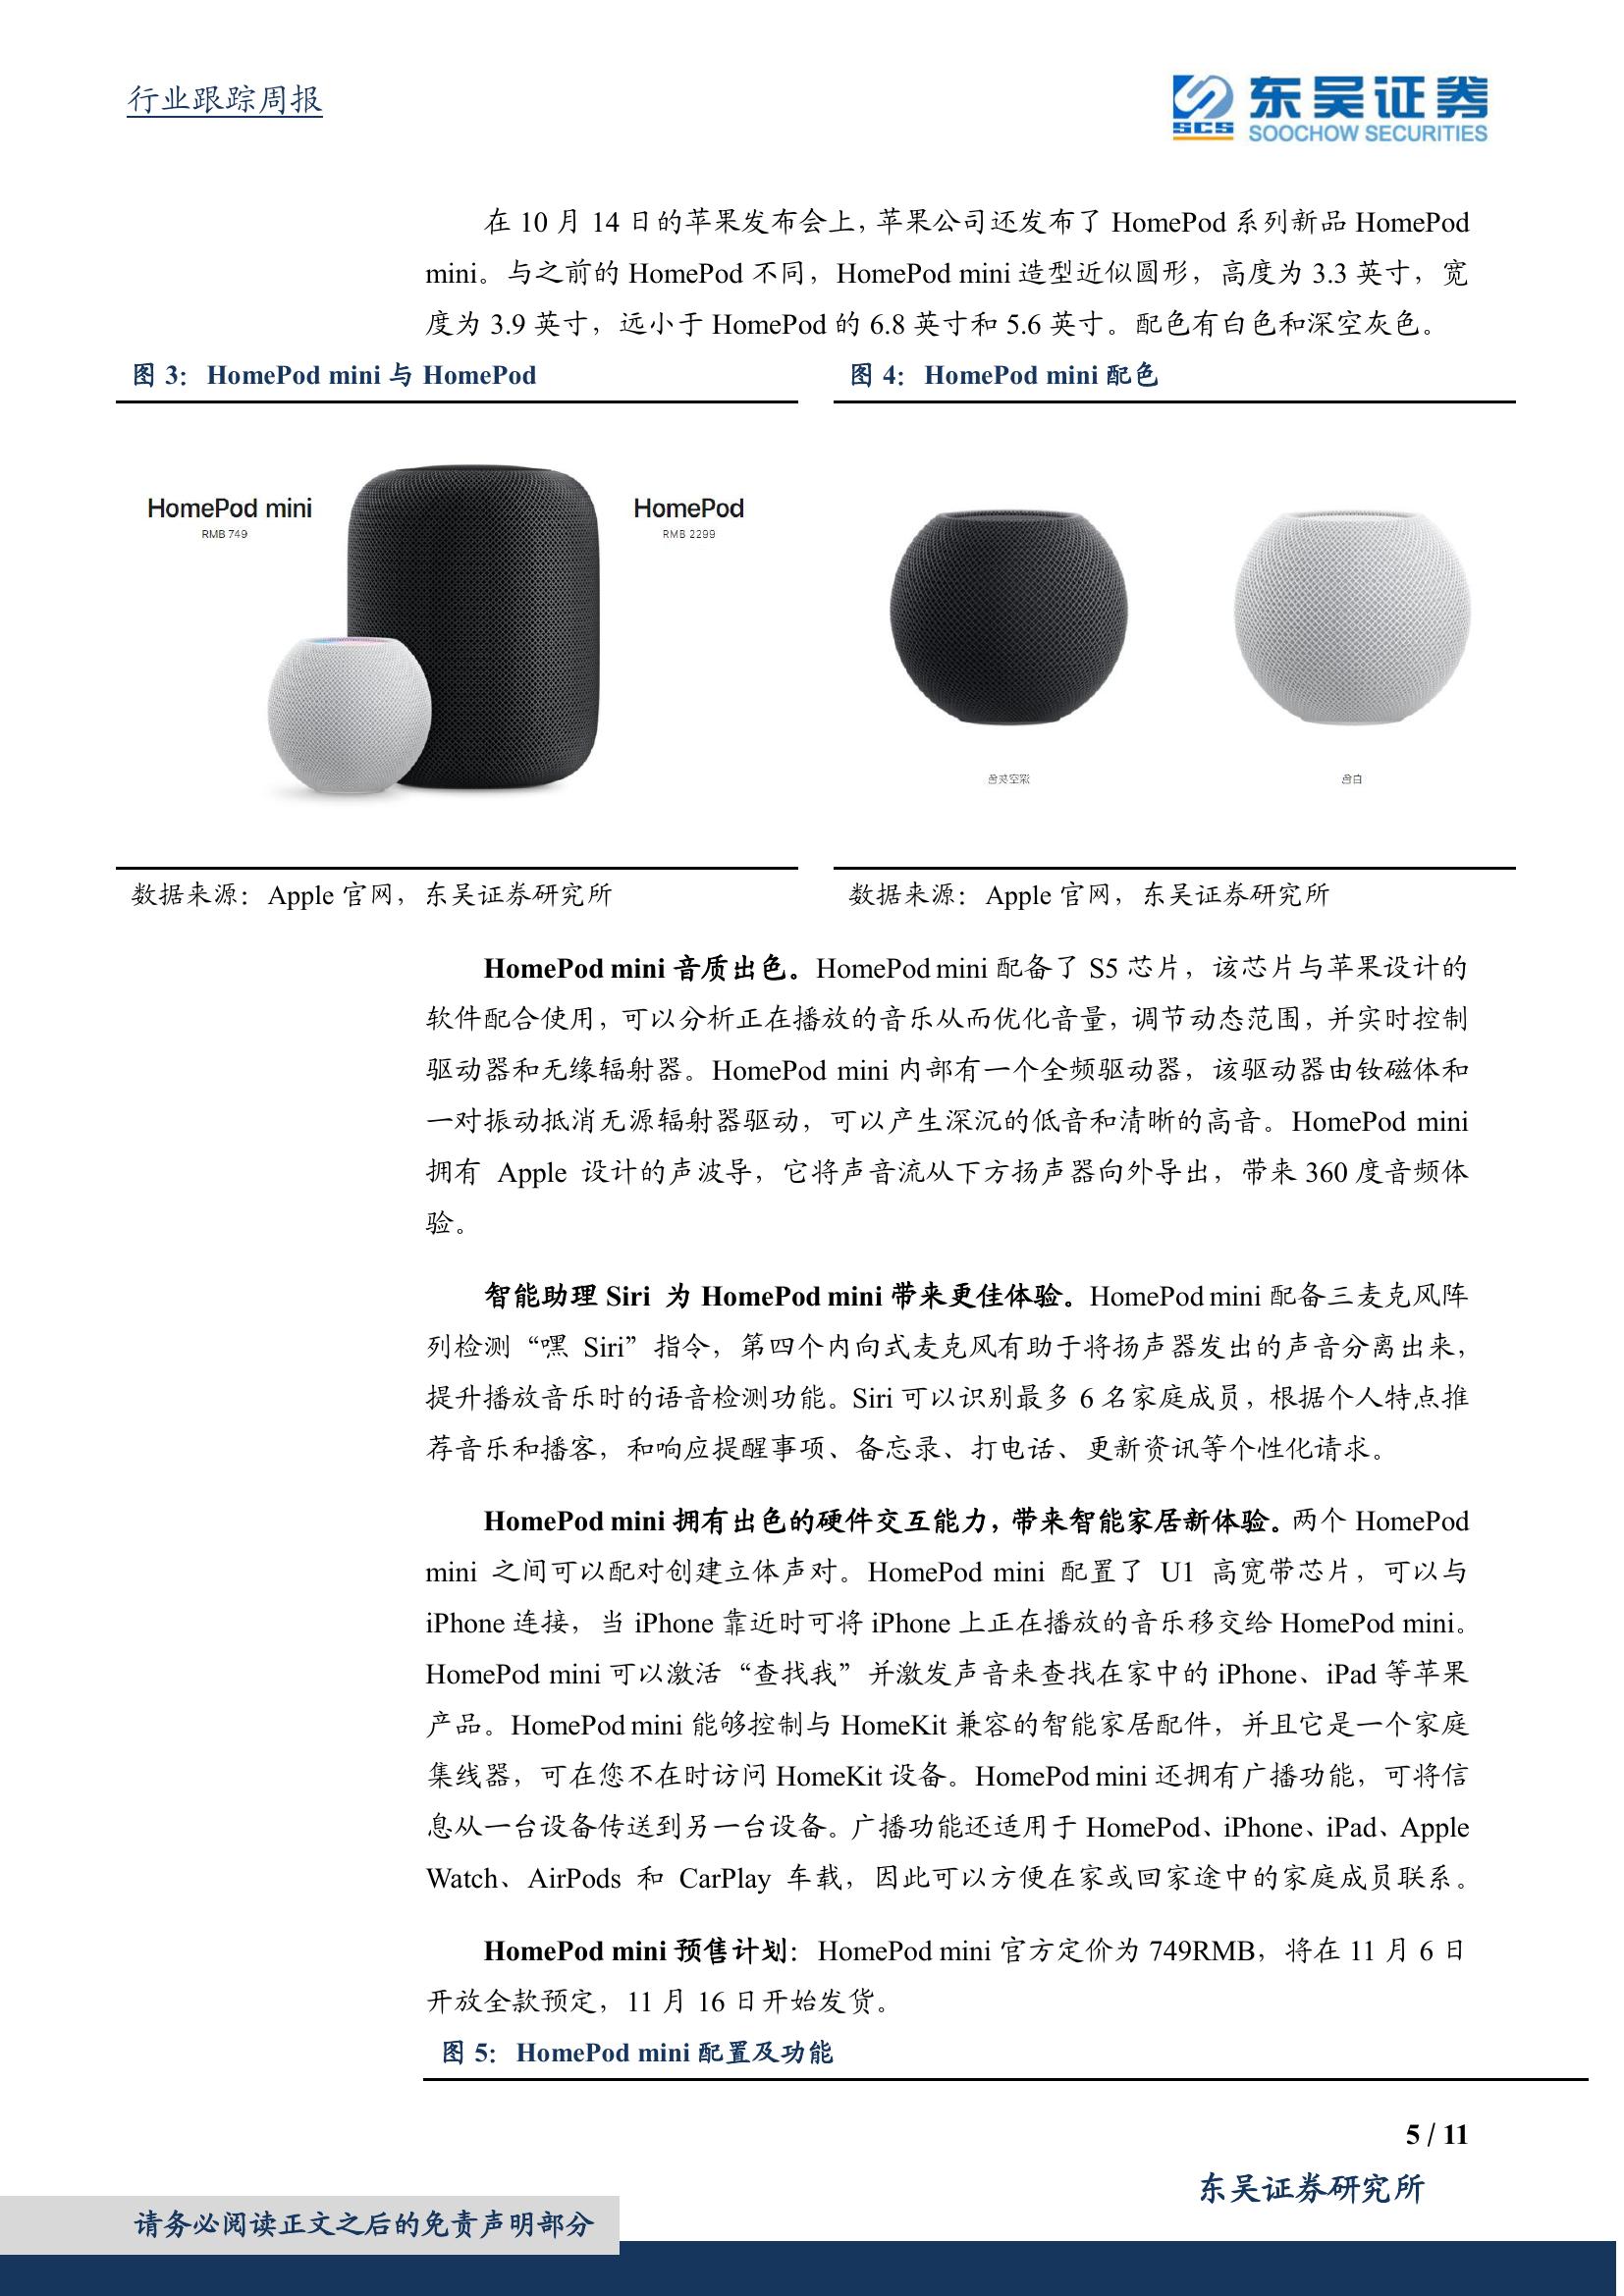 行业跟踪周报
SCS
东吴证券
SOOCHOW SECURITIES
在 10 月 14 日的苹果发布会上，苹果公司还发布了 HomePod 系列新品 HomePod
mini。与之前的 HomePod 不同，HomePod mini 造型近似圆形，高度为 3.3 英寸，宽
度为 3.9 英寸，远小于 HomePod 的 6.8 英寸和 5.6 英寸。配色有白色和深空灰色。
图 3：HomePod mini 与 HomePod
HomePod mini
RMB 749
HomePod
RMB 2299
数据来源：Apple 官网，东吴证券研究所
图 4：HomePod mini 配色
数据来源：Apple 官网，东吴证券研究所
HomePod mini 音质出色。HomePod mini 配备了 S5 芯片，该芯片与苹果设计的
软件配合使用，可以分析正在播放的音乐从而优化音量，调节动态范围，并实时控制
驱动器和无缘辐射器。HomePod mini 内部有一个全频驱动器，该驱动器由钕磁体和
一对振动抵消无源辐射器驱动，可以产生深沉的低音和清晰的高音。HomePod mini
拥有 Apple 设计的声波导，它将声音流从下方扬声器向外导出，带来 360 度音频体
验。
智能助理 Siri 为 HomePod mini 带来更佳体验。HomePod mini 配备三麦克风阵
列检测“嘿 Siri”指令，第四个内向式麦克风有助于将扬声器发出的声音分离出来，
提升播放音乐时的语音检测功能。Siri 可以识别最多 6 名家庭成员，根据个人特点推
荐音乐和播客，和响应提醒事项、备忘录、打电话、更新资讯等个性化请求。
HomePod mini 拥有出色的硬件交互能力，带来智能家居新体验。两个 HomePod
mini 之间可以配对创建立体声对。HomePod mini 配置了 U1 高宽带芯片，可以与
iPhone 连接，当 iPhone 靠近时可将 iPhone 上正在播放的音乐移交给 HomePod mini。
HomePod mini 可以激活“查找我”并激发声音来查找在家中的 iPhone、iPad 等苹果
产品。HomePod mini 能够控制与 HomeKit 兼容的智能家居配件，并且它是一个家庭
集线器，可在您不在时访问 HomeKit 设备。HomePod mini 还拥有广播功能，可将信
息从一台设备传送到另一台设备。广播功能还适用于 HomePod、iPhone、iPad、Apple
Watch、AirPods 和 CarPlay 车载，因此可以方便在家或回家途中的家庭成员联系。
HomePod mini 预售计划：HomePod mini 官方定价为 749RMB，将在 11 月 6 日
开放全款预定，11 月 16 日开始发货。
图 5：HomePod mini 配置及功能
5 / 11
东吴证券研究所
请务必阅读正文之后的免责声明部分